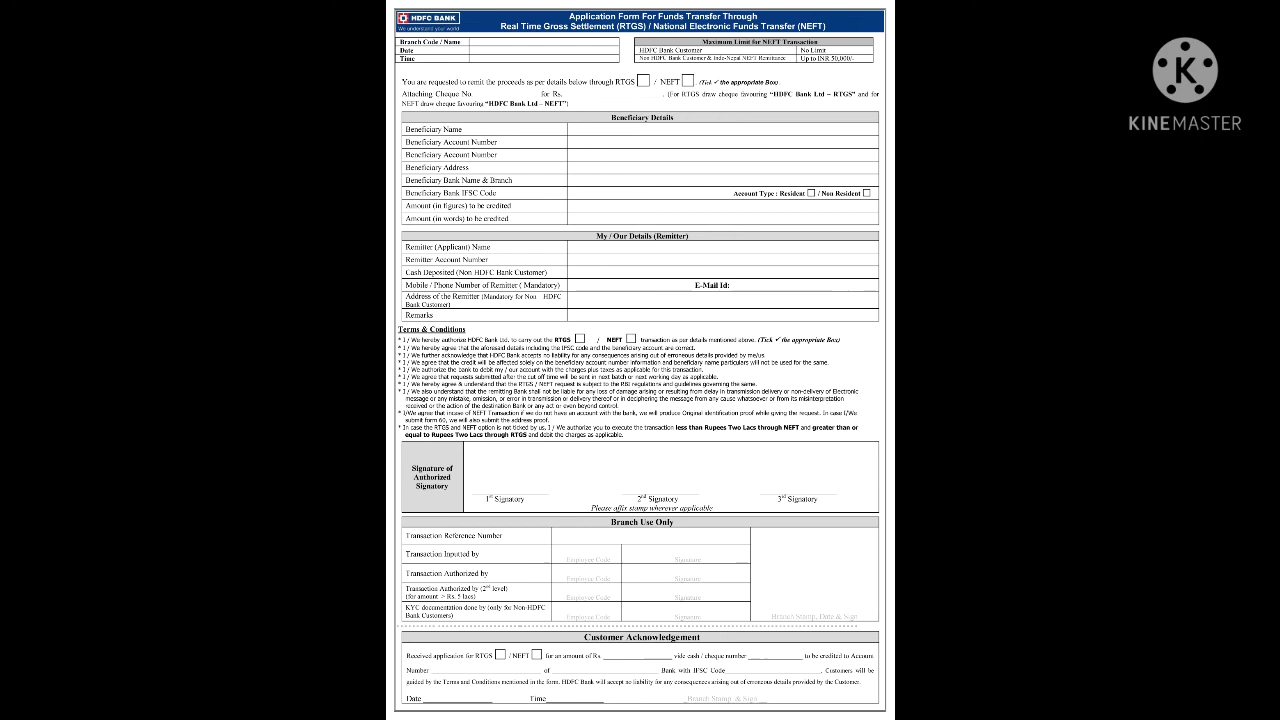 HDFC BANK
We understand your world
Application Form For Funds Transfer Through
Real Time Gross Settlement (RTGS) / National Electronic Funds Transfer (NEFT)
Branch Code / Name
Date
Time
Maximum Limit for NEFT Transaction
HDFC Bank Customer No Limit
Non HDFC Bank Customer & Indo-Nepal NEFT Remittance Up to INR 50,000/-
You are requested to remit the proceeds as per details below through RTGS / NEFT . (Tick ✓ the appropriate Box)
Attaching Cheque No. for Rs. . (For RTGS draw cheque favouring “HDFC Bank Ltd – RTGS” and for
NEFT draw cheque favouring “HDFC Bank Ltd – NEFT”)
Beneficiary Details
Beneficiary Name
Beneficiary Account Number
Beneficiary Account Number
Beneficiary Address
Beneficiary Bank Name & Branch
Beneficiary Bank IFSC Code Account Type : Resident / Non Resident
Amount (in figures) to be credited
Amount (in words) to be credited
My / Our Details (Remitter)
Remitter (Applicant) Name
Remitter Account Number
Cash Deposited (Non HDFC Bank Customer)
Mobile / Phone Number of Remitter ( Mandatory) E-Mail Id:
Address of the Remitter (Mandatory for Non HDFC
Bank Customer)
Remarks
Terms & Conditions
* I / We hereby authorize HDFC Bank Ltd. to carry out the RTGS / NEFT transaction as per details mentioned above. (Tick ✓ the appropriate Box)
* I / We hereby agree that the aforesaid details including the IFSC code and the beneficiary account are correct.
* I / We further acknowledge that HDFC Bank accepts no liability for any consequences arising out of erroneous details provided by me/us.
* I / We agree that the credit will be affected solely on the beneficiary account number information and beneficiary name particulars will not be used for the same.
* I / We authorize the bank to debit my / our account with the charges plus taxes as applicable for this transaction.
* I / We agree that requests submitted after the cut off time will be sent in next batch or next working day as applicable.
* I / We hereby agree & understand that the RTGS / NEFT request is subject to the RBI regulations and guidelines governing the same.
* I / We also understand that the remitting Bank shall not be liable for any loss of damage arising or resulting from delay in transmission delivery or non-delivery of Electronic
message or any mistake, omission, or error in transmission or delivery thereof or in deciphering the message from any cause whatsoever or from its misinterpretation
received or the action of the destination Bank or any act or even beyond control.
* I/We agree that incase of NEFT Transaction if we do not have an account with the bank, we will produce Original identification proof while giving the request. In case I/We
submit form 60, we will also submit the address proof.
* In case the RTGS and NEFT option is not ticked by us, I / We authorize you to execute the transaction less than Rupees Two Lacs through NEFT and greater than or
equal to Rupees Two Lacs through RTGS and debit the charges as applicable.
Signature of
Authorized
Signatory
1st Signatory 2nd Signatory 3rd Signatory
Please affix stamp wherever applicable
Branch Use Only
Transaction Reference Number
Transaction Inputted by Employee Code Signature
Transaction Authorized by Employee Code Signature
Transaction Authorized by (2nd level)
(for amount > Rs. 5 lacs) Employee Code Signature
KYC documentation done by (only for Non-HDFC
Bank Customers) Employee Code Signature Branch Stamp, Date & Sign
Customer Acknowledgement
Received application for RTGS / NEFT for an amount of Rs. ____ vide cash / cheque number ____ to be credited to Account
Number ____ of ____ Bank with IFSC Code ____. Customers will be
guided by the Terms and Conditions mentioned in the form. HDFC Bank will accept no liability for any consequences arising out of erroneous details provided by the Customer.
Date ____ Time ____ Branch Stamp & Sign
K
KINEMASTER